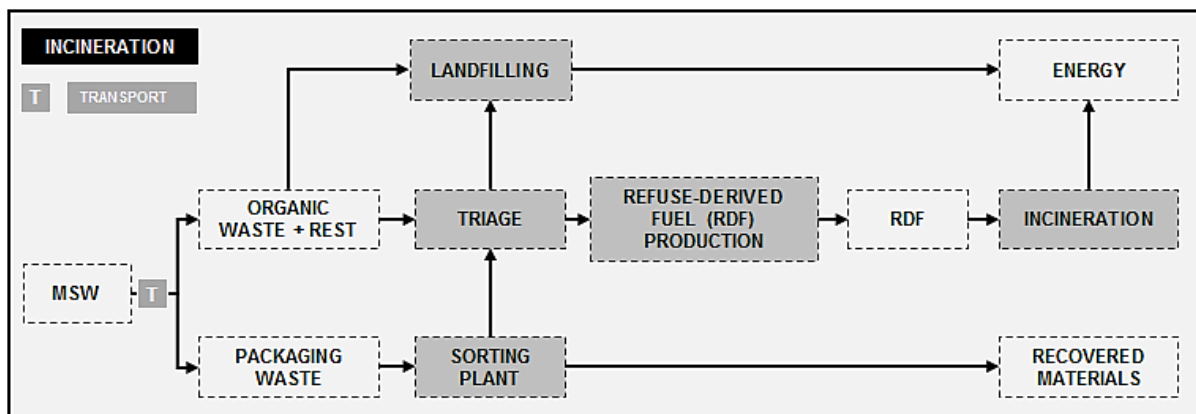 INCINERATION
T
TRANSPORT
LANDFILLING
ENERGY
ORGANIC
WASTE + REST
TRIAGE
REFUSE-DERIVED
FUEL (RDF)
PRODUCTION
RDF
INCINERATION
MSW
T
PACKAGING
WASTE
SORTING
PLANT
RECOVERED
MATERIALS